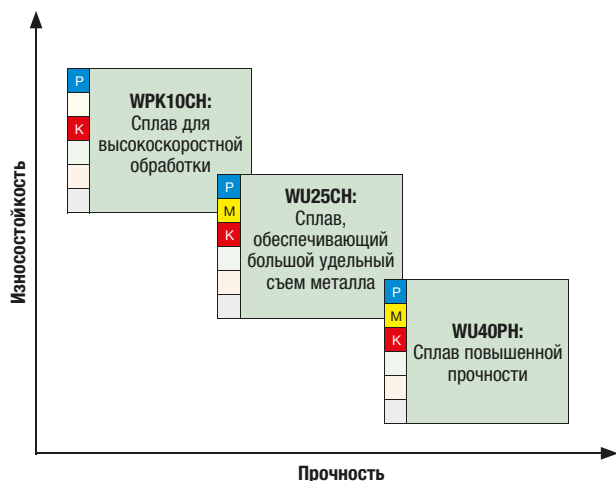 Износостойкость
P
K
WPK10CH:
Сплав для
высокоскоростной
обработки
P
M
K
WU25CH:
Сплав,
обеспечивающий
большой удельный
съем металла
P
M
K
WU40PH:
Сплав повышенной
прочности
Прочность